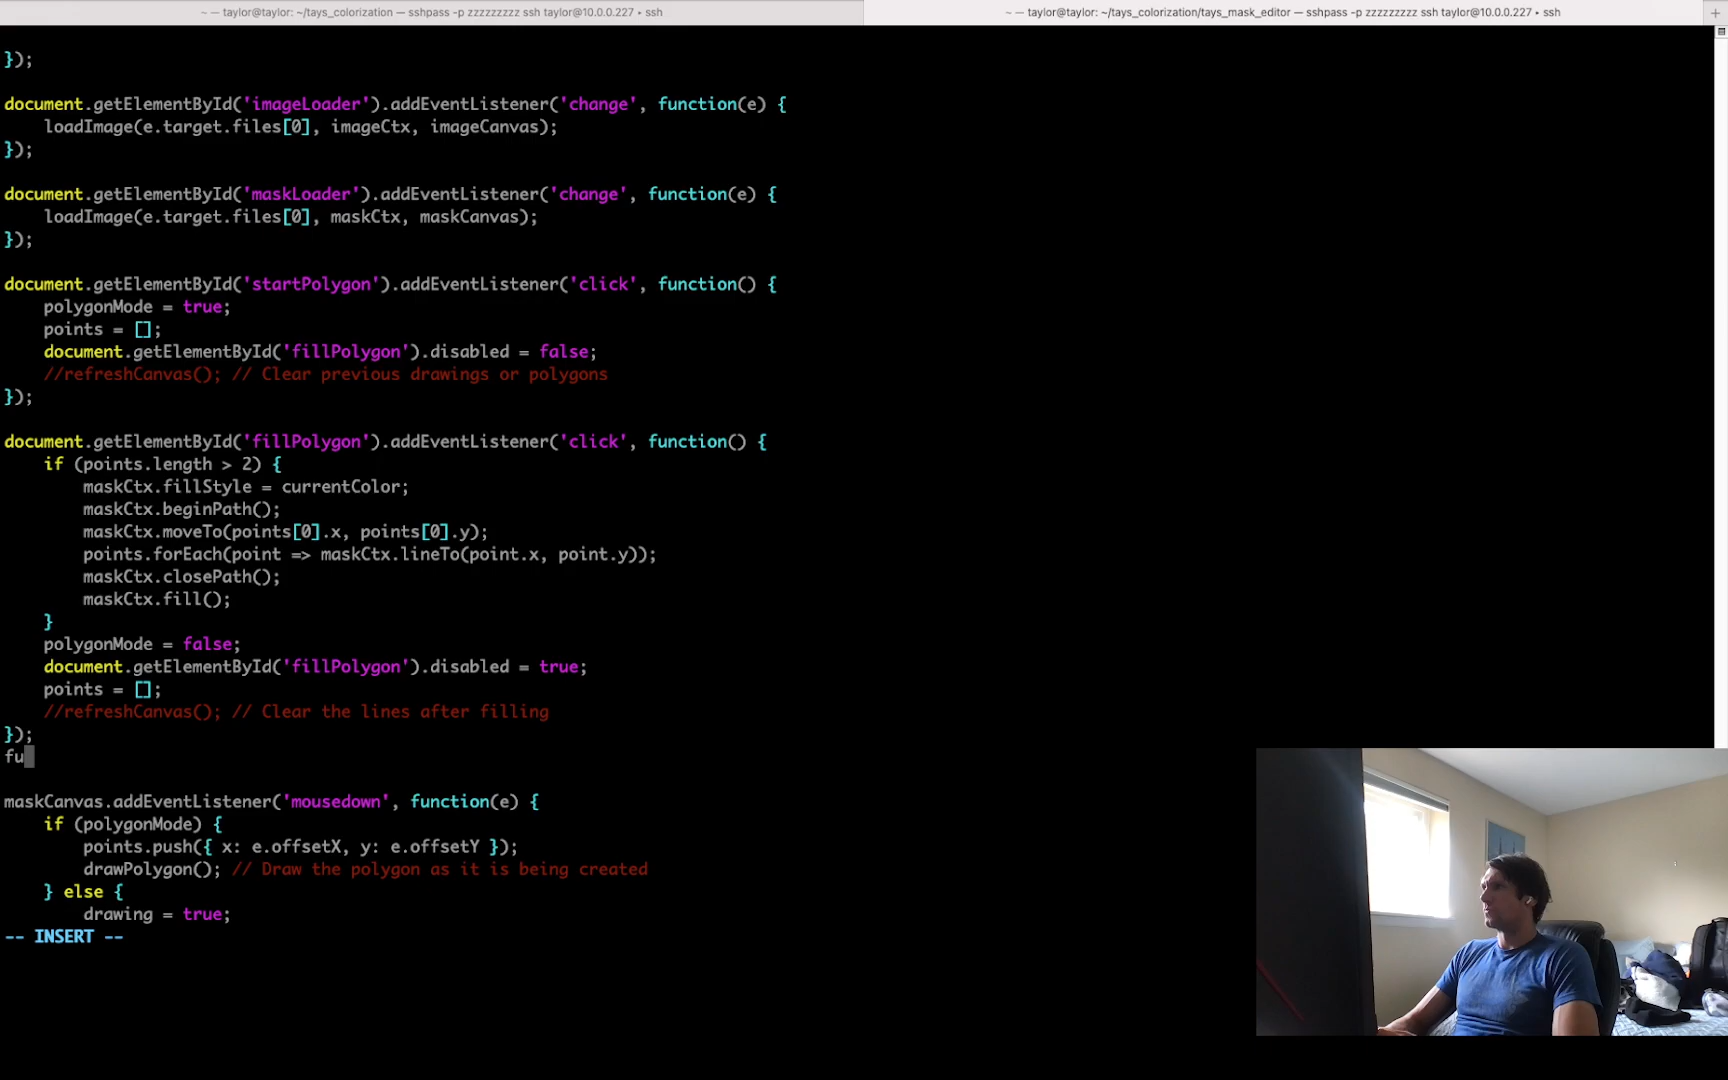 ~ — taylor@taylor: ~/tays_colorization — sshpass -p zzzzzzzzz ssh taylor@10.0.0.227 • ssh
~ — taylor@taylor: ~/tays_colorization/tays_mask_editor — sshpass -p zzzzzzzzz ssh taylor@10.0.0.227 • ssh
});
document.getElementById('imageLoader').addEventListener('change', function(e) {
    loadImage(e.target.files[0], imageCtx, imageCanvas);
});
document.getElementById('maskLoader').addEventListener('change', function(e) {
    loadImage(e.target.files[0], maskCtx, maskCanvas);
});
document.getElementById('startPolygon').addEventListener('click', function() {
    polygonMode = true;
    points = [];
    document.getElementById('fillPolygon').disabled = false;
    //refreshCanvas(); // Clear previous drawings or polygons
});
document.getElementById('fillPolygon').addEventListener('click', function() {
    if (points.length > 2) {
        maskCtx.fillStyle = currentColor;
        maskCtx.beginPath();
        maskCtx.moveTo(points[0].x, points[0].y);
        points.forEach(point => maskCtx.lineTo(point.x, point.y));
        maskCtx.closePath();
        maskCtx.fill();
    }
    polygonMode = false;
    document.getElementById('fillPolygon').disabled = true;
    points = [];
    //refreshCanvas(); // Clear the lines after filling
});
fu
maskCanvas.addEventListener('mousedown', function(e) {
    if (polygonMode) {
        points.push({ x: e.offsetX, y: e.offsetY });
        drawPolygon(); // Draw the polygon as it is being created
    } else {
        drawing = true;
-- INSERT --